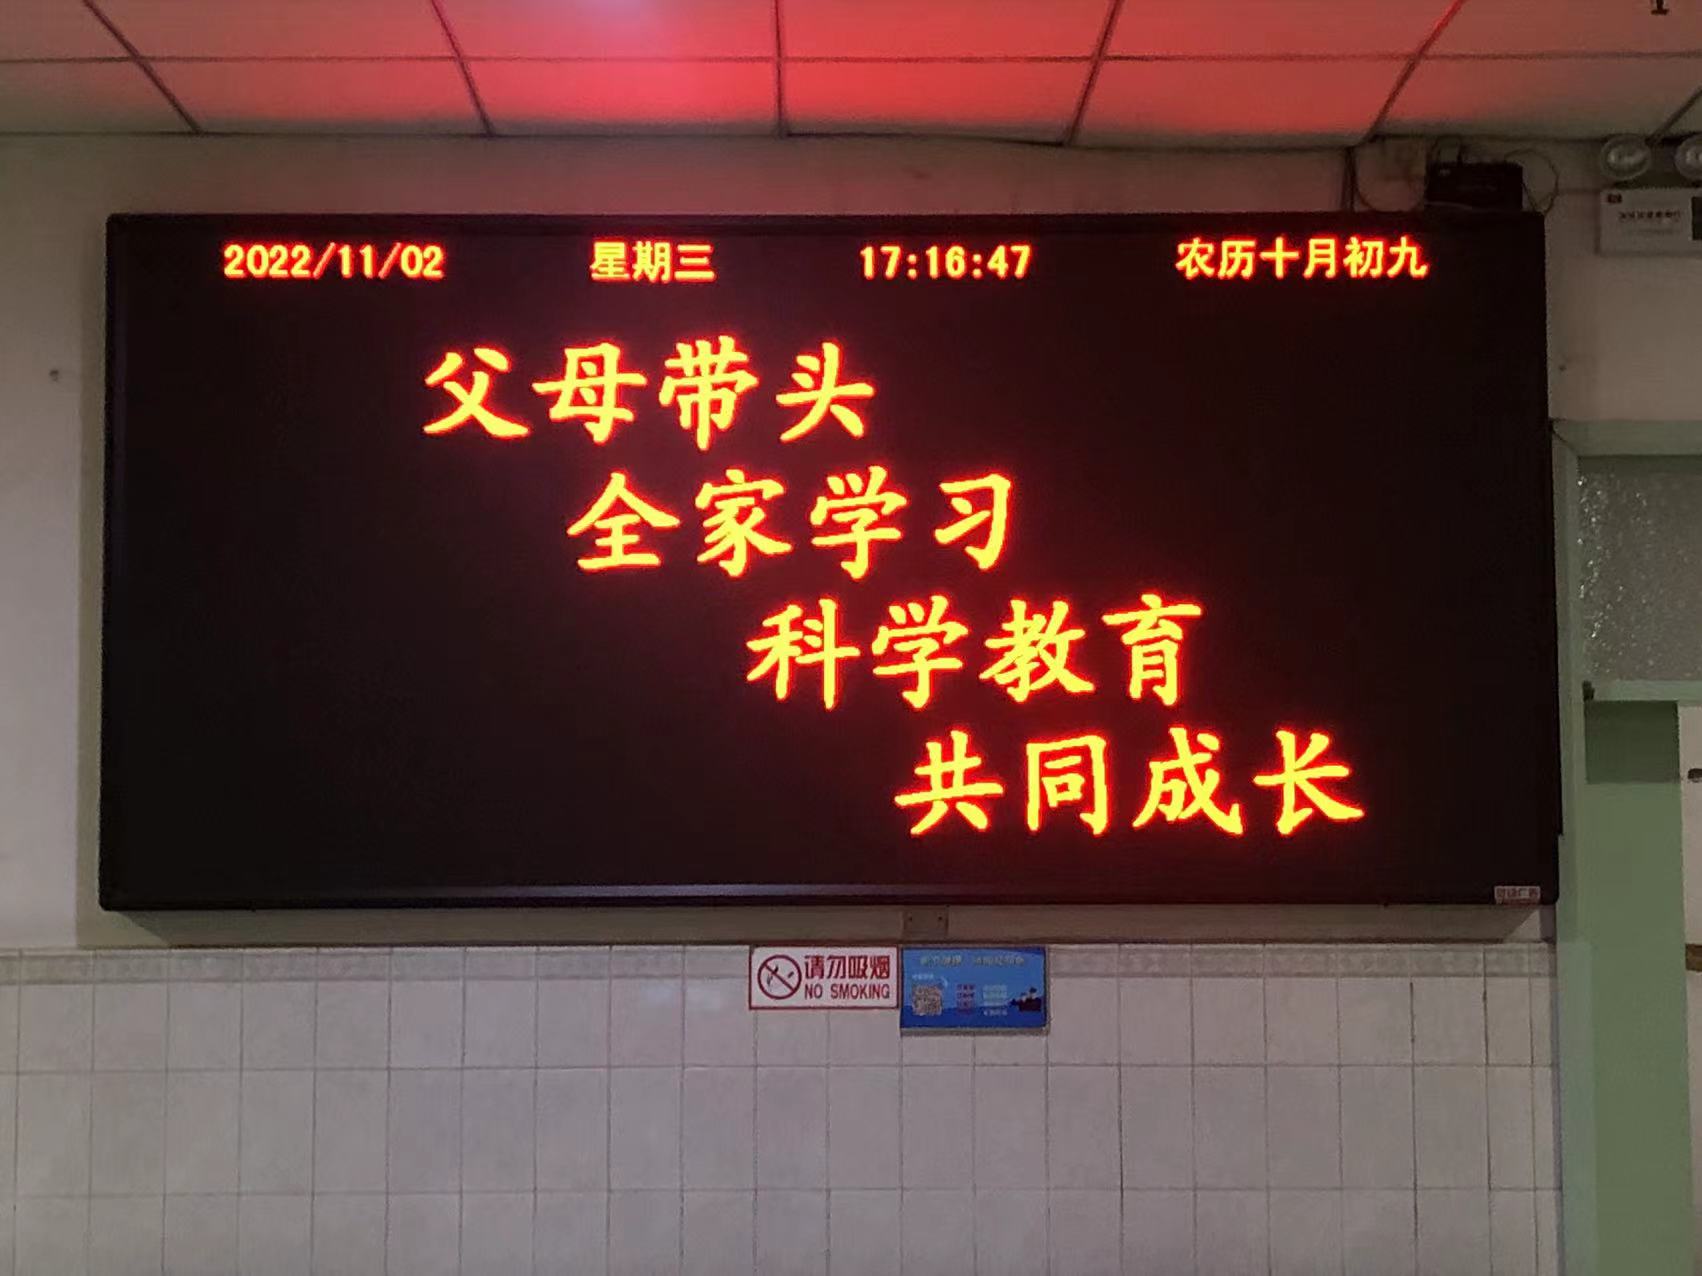 2022/11/02 星期三 17:16:47 农历十月初九
父母带头
全家学习
科学教育
共同成长
请勿吸烟
NO SMOKING